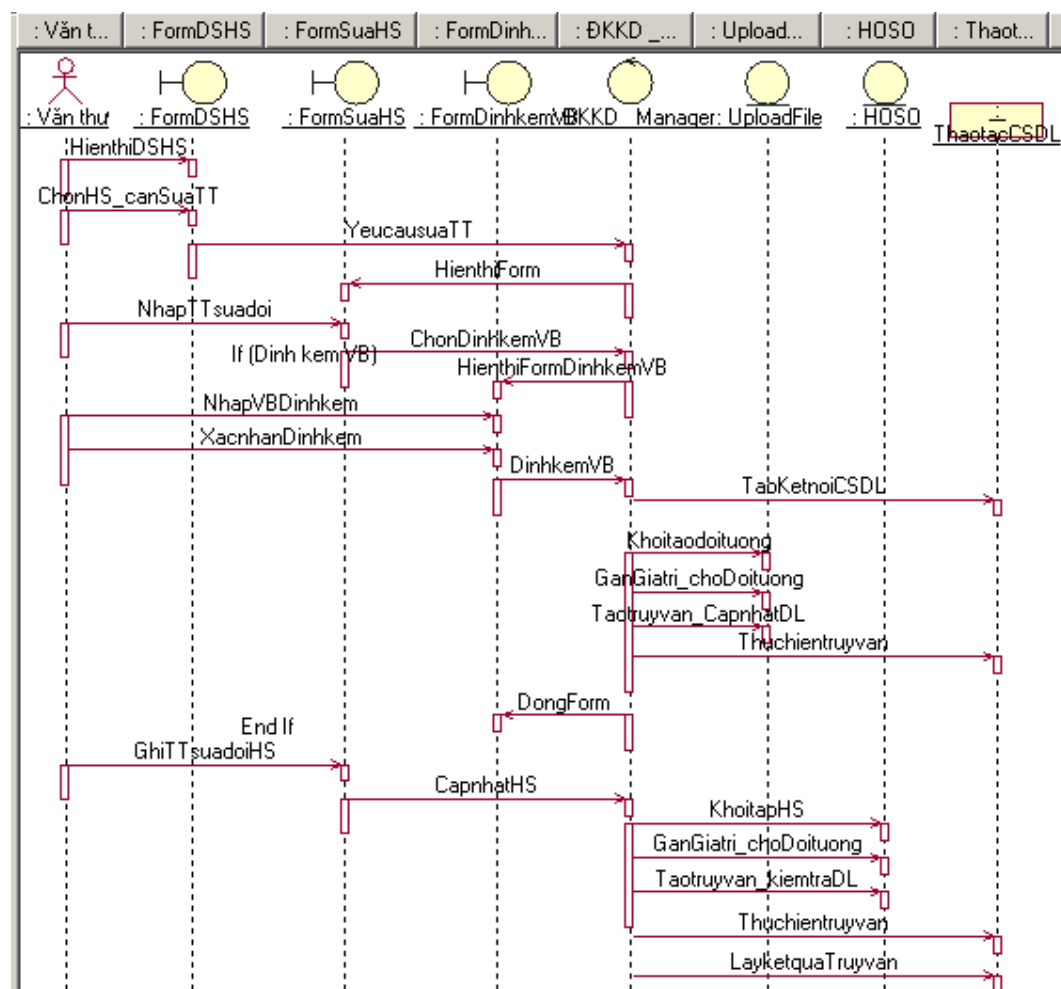 : Văn t... : FormDSHS : FormSuaHS : FormDinh... : ĐKKD _... : Upload... : HOSO : Thaot...
: Văn thư : FormDSHS : FormSuaHS : FormDinhkemVB ĐKKD _ Manager : UploadFile : HOSO : ThaotacCSDL
HienthiDSHS
ChonHS_canSuaTT
YeucausuaTT
HienthiForm
NhapTTsuadoi
ChonDinhkemVB
If (Dinh kem VB)
HienthiFormDinhkemVB
NhapVBDinhkem
XacnhanDinhkem
DinhkemVB
TabKetnoiCSDL
Khoitaodoituong
GanGiatri_choDoituong
Taotruyvan_CapnhatDL
Thuchientruyvan
DongForm
End If
GhiTTsuadoiHS
CapnhatHS
KhoitaoHS
GanGiatri_choDoituong
Taotruyvan_kiemtraDL
Thuchientruyvan
LayketquaTruyvan